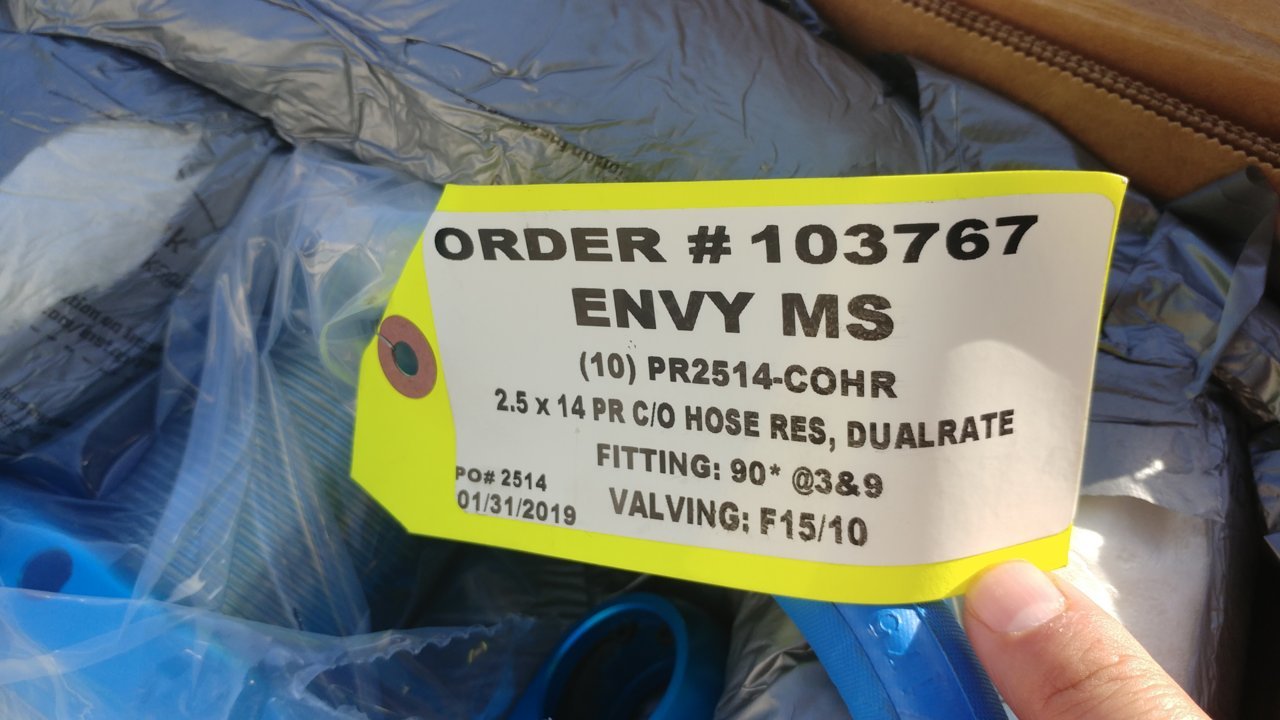 ORDER # 103767
ENVY MS
(10) PR2514-COHR
2.5 x 14 PR C/O HOSE RES, DUALRATE
FITTING: 90* @3&9
VALVING: F15/10
PO# 2514
01/31/2019